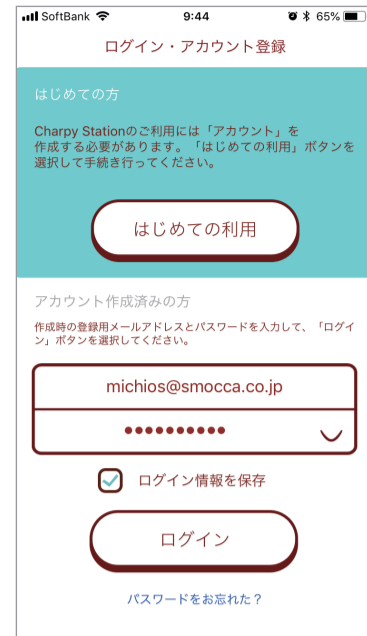 SoftBank 9:44 65%
ログイン・アカウント登録
はじめての方
Charpy Stationのご利用には「アカウント」を
作成する必要があります。「はじめての利用」ボタンを
選択して手続き行ってください。
はじめての利用
アカウント作成済みの方
作成時の登録用メールアドレスとパスワードを入力して、「ログイ
ン」ボタンを選択してください。
michios@smocca.co.jp
••••••••••
ログイン情報を保存
ログイン
パスワードをお忘れた？